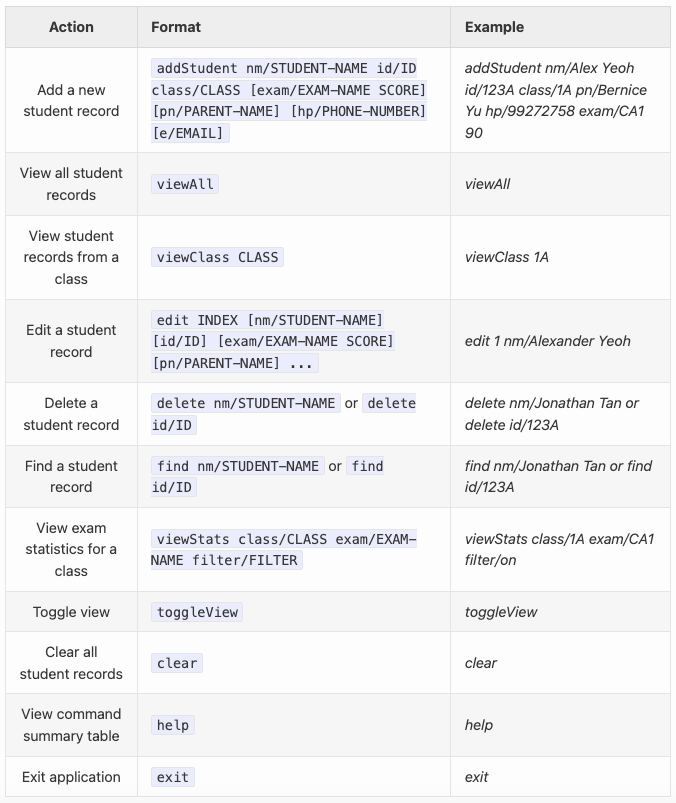 Action Format Example
Add a new
student record
addStudent nm/STUDENT-NAME id/ID
class/CLASS [exam/EXAM-NAME SCORE]
[pn/PARENT-NAME] [hp/PHONE-NUMBER]
[e/EMAIL]
addStudent nm/Alex Yeoh
id/123A class/1A pn/Bernice
Yu hp/99272758 exam/CA1
90
View all student
records
viewAll
viewAll
View student
records from a
class
viewClass CLASS
viewClass 1A
Edit a student
record
edit INDEX [nm/STUDENT-NAME]
[id/ID] [exam/EXAM-NAME SCORE]
[pn/PARENT-NAME] ...
edit 1 nm/Alexander Yeoh
Delete a
student record
delete nm/STUDENT-NAME or delete
id/ID
delete nm/Jonathan Tan or
delete id/123A
Find a student
record
find nm/STUDENT-NAME or find
id/ID
find nm/Jonathan Tan or find
id/123A
View exam
statistics for a
class
viewStats class/CLASS exam/EXAM-
NAME filter/FILTER
viewStats class/1A exam/CA1
filter/on
Toggle view
toggleView
toggleView
Clear all
student records
clear
clear
View command
summary table
help
help
Exit application
exit
exit